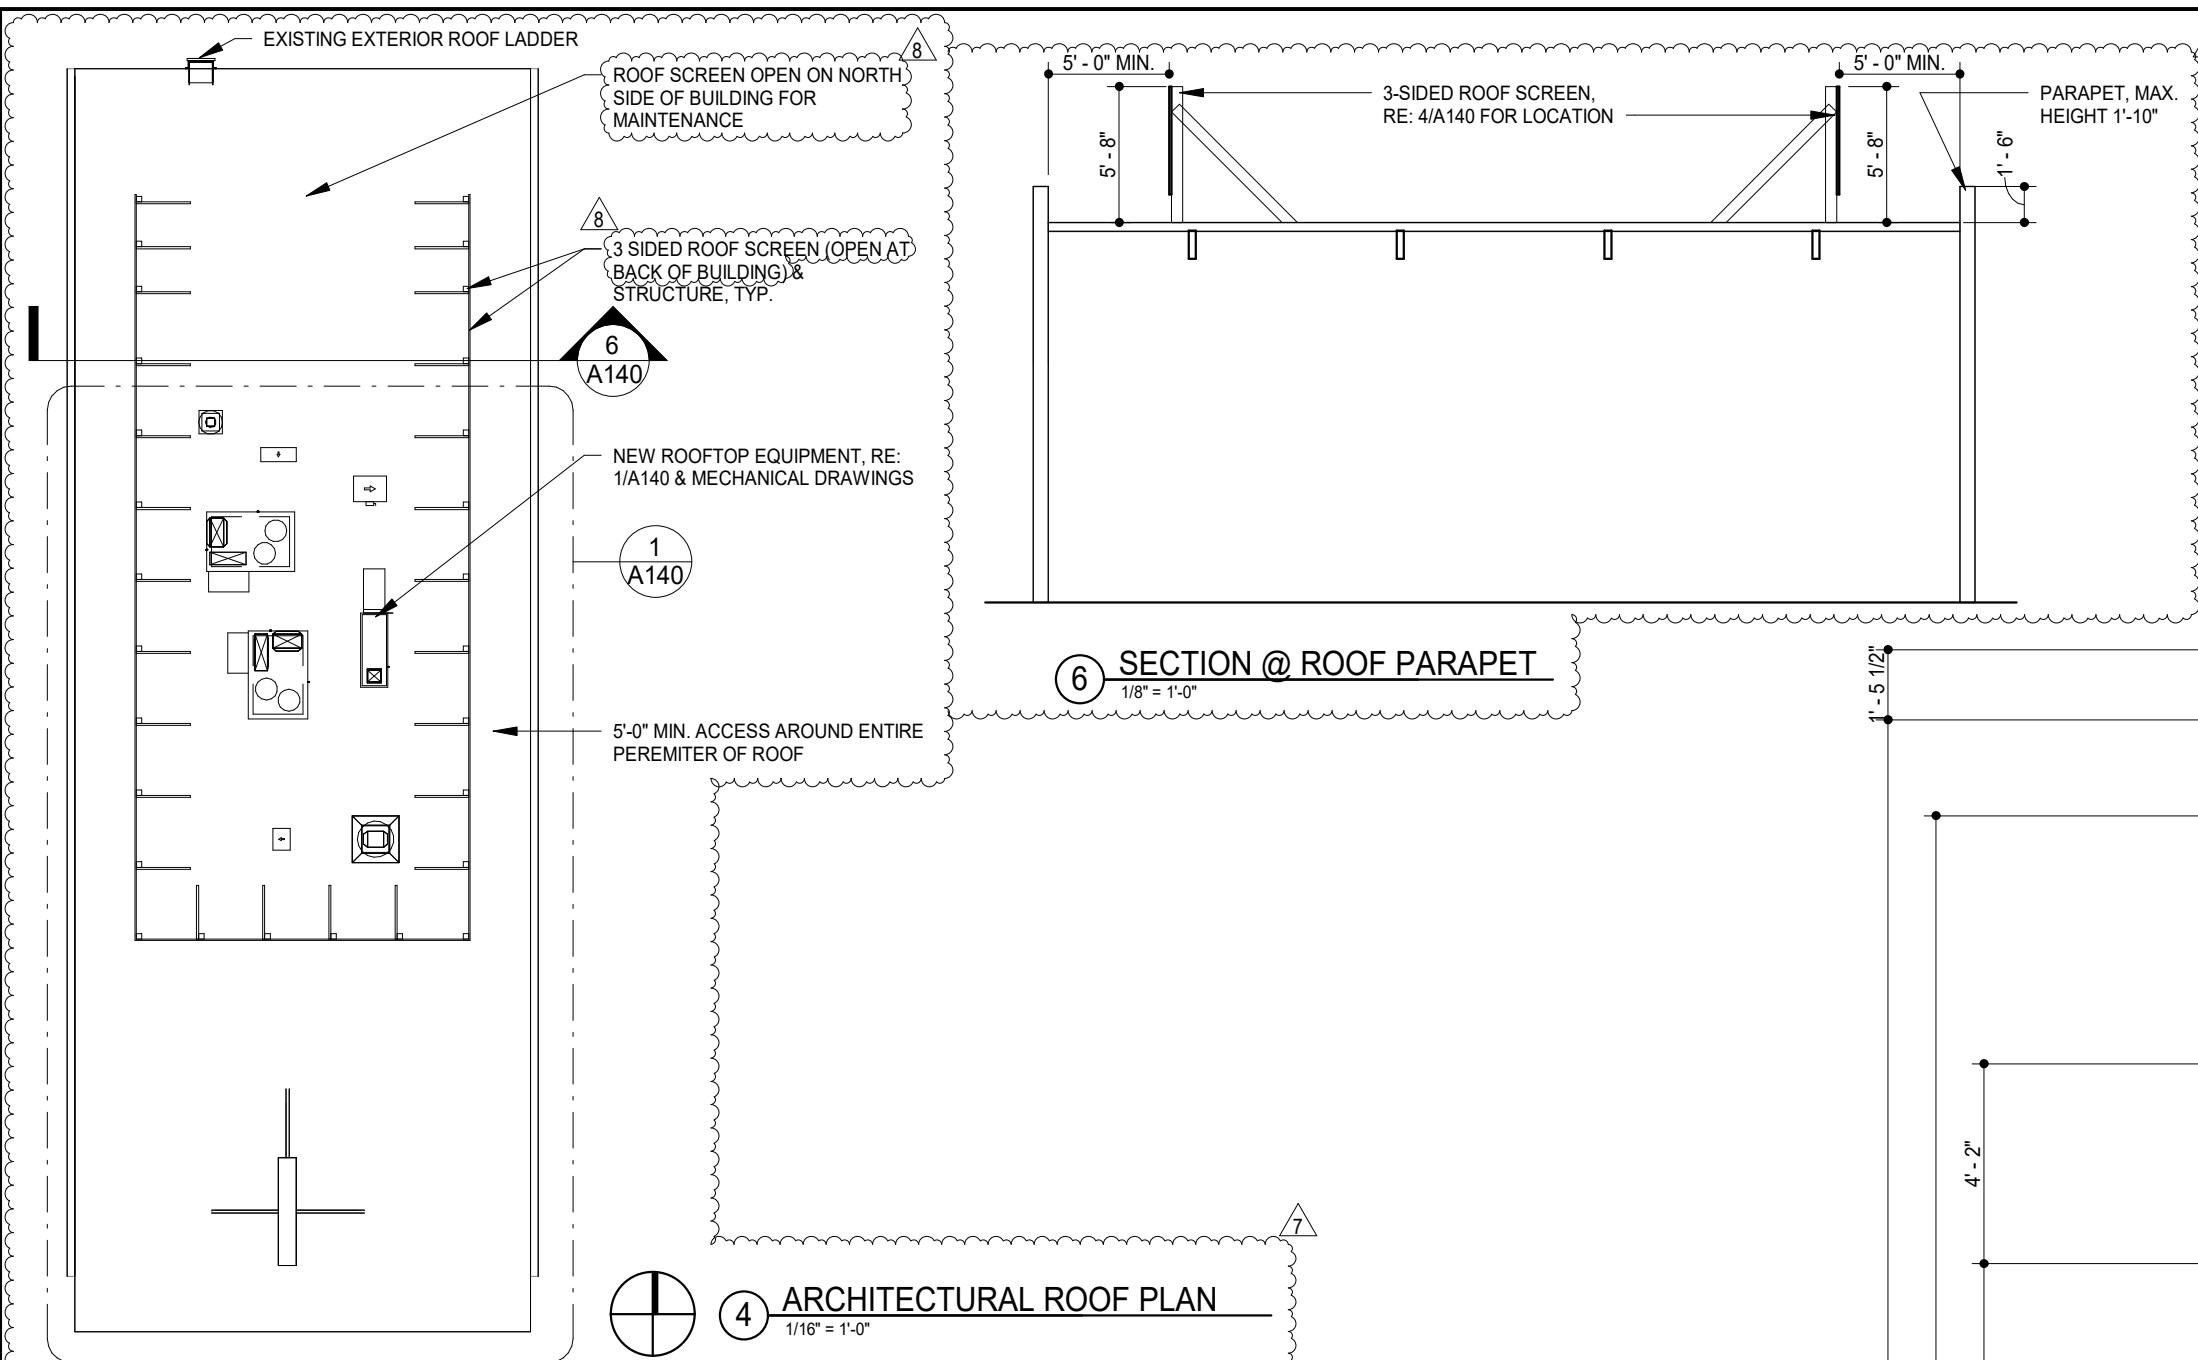 EXISTING EXTERIOR ROOF LADDER
8
ROOF SCREEN OPEN ON NORTH
SIDE OF BUILDING FOR
MAINTENANCE
8
3 SIDED ROOF SCREEN (OPEN AT
BACK OF BUILDING) &
STRUCTURE, TYP.
6
A140
NEW ROOFTOP EQUIPMENT, RE:
1/A140 & MECHANICAL DRAWINGS
1
A140
5'-0" MIN. ACCESS AROUND ENTIRE
PEREMITER OF ROOF
7
4
ARCHITECTURAL ROOF PLAN
1/16" = 1'-0"
5' - 0" MIN.
5' - 0" MIN.
5' - 8"
3-SIDED ROOF SCREEN,
RE: 4/A140 FOR LOCATION
5' - 8"
PARAPET, MAX.
HEIGHT 1'-10"
1' - 6"
6
SECTION @ ROOF PARAPET
1/8" = 1'-0"
1' - 5 1/2"
4' - 2"